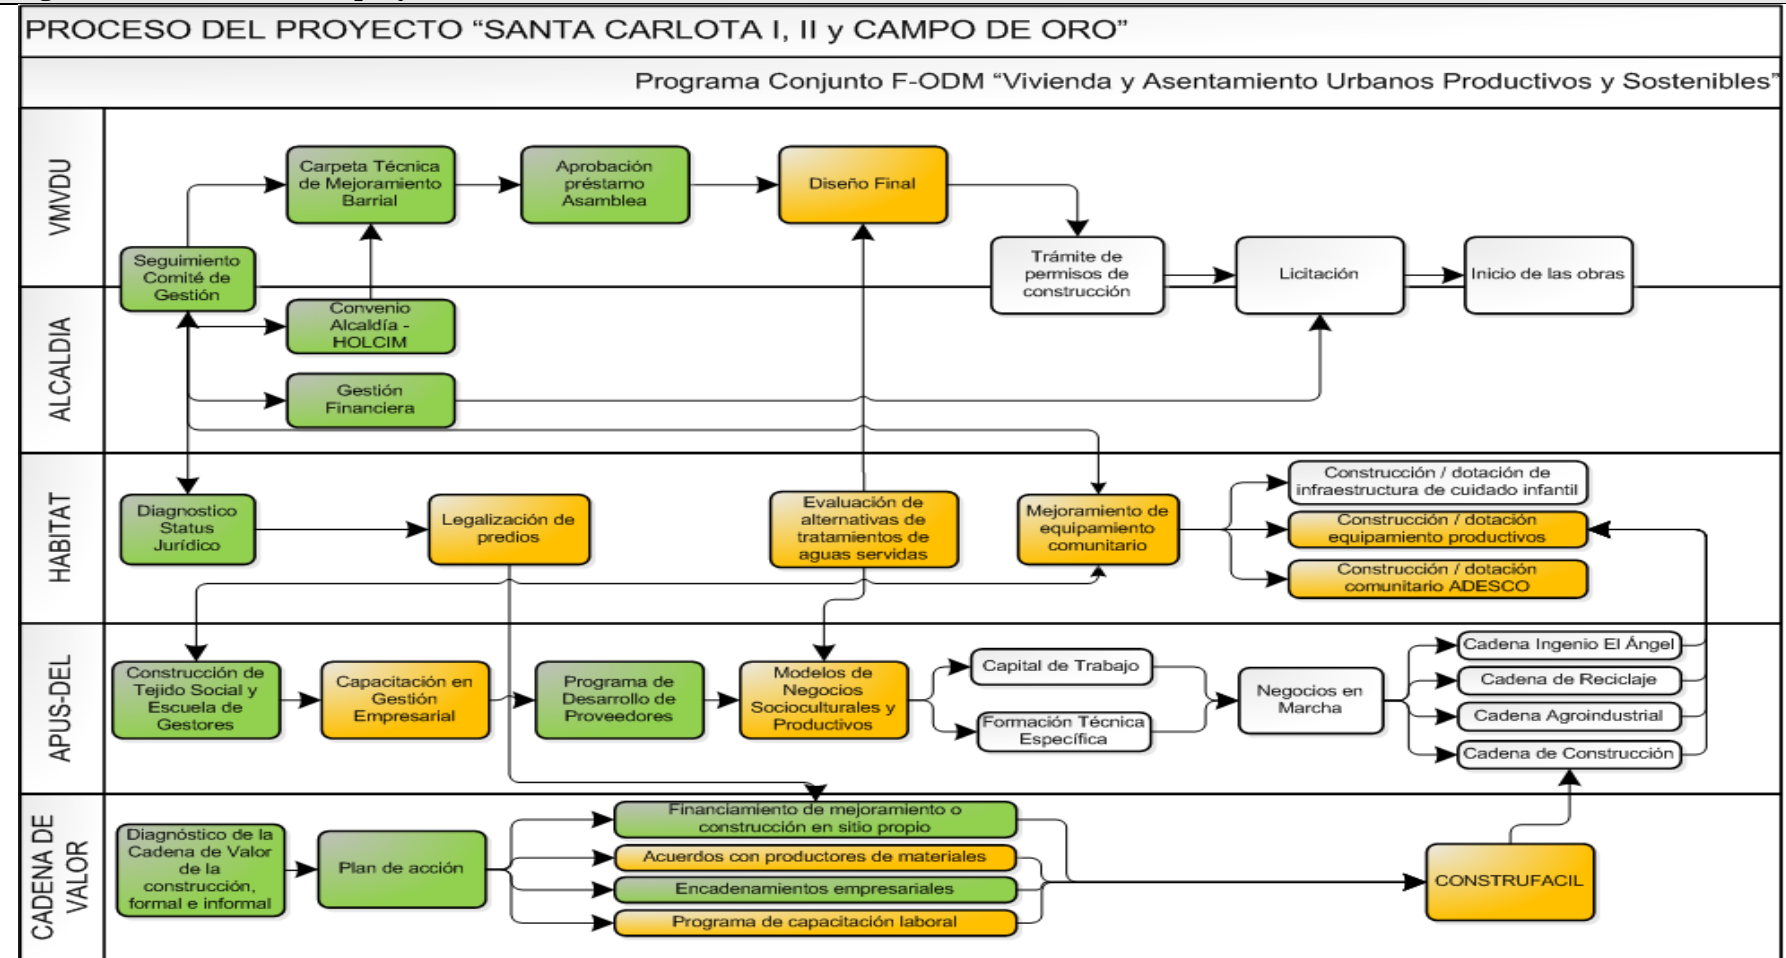 PROCESO DEL PROYECTO “SANTA CARLOTA I, II y CAMPO DE ORO”
Programa Conjunto F-ODM “Vivienda y Asentamiento Urbanos Productivos y Sostenibles”
VMVDU
Carpeta Técnica
de Mejoramiento
Barrial
Aprobación
préstamo
Asamblea
Diseño Final
Seguimiento
Comité de
Gestión
Trámite de
permisos de
construcción
Licitación
Inicio de las obras
ALCALDIA
Convenio
Alcaldía -
HOLCIM
Gestión
Financiera
HABITAT
Diagnostico
Status
Jurídico
Legalización de
predios
Evaluación de
alternativas de
tratamientos de
aguas servidas
Mejoramiento de
equipamiento
comunitario
Construcción / dotación de
infraestructura de cuidado infantil
Construcción / dotación
equipamiento productivos
Construcción / dotación
comunitario ADESCO
APUS-DEL
Construcción de
Tejido Social y
Escuela de
Gestores
Capacitación en
Gestión
Empresarial
Programa de
Desarrollo de
Proveedores
Modelos de
Negocios
Socioculturales y
Productivos
Capital de Trabajo
Formación Técnica
Específica
Negocios en
Marcha
Cadena Ingenio El Ángel
Cadena de Reciclaje
Cadena Agroindustrial
Cadena de Construcción
CADENA DE
VALOR
Diagnóstico de la
Cadena de Valor
de la
construcción,
formal e informal
Plan de acción
Financiamiento de mejoramiento o
construcción en sitio propio
Acuerdos con productores de materiales
Encadenamientos empresariales
Programa de capacitación laboral
CONSTRUFACIL